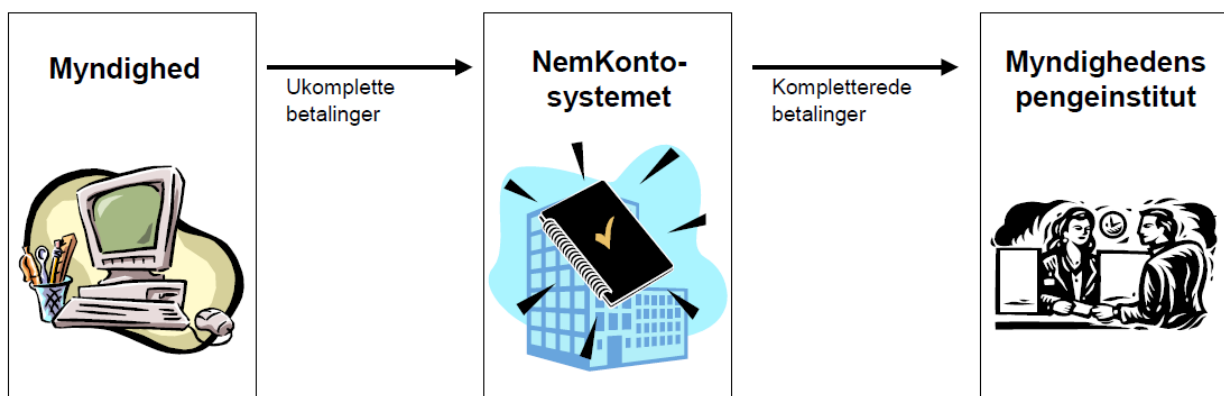 Myndighed
Ukomplette
betalinger
NemKonto-
systemet
Kompletterede
betalinger
Myndighedens
pengeinstitut